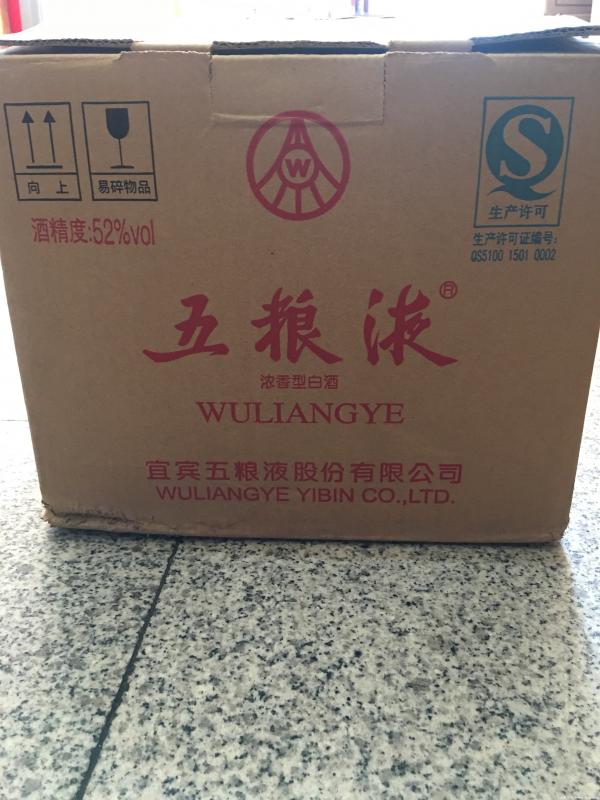 向上
易碎物品
酒精度:52%vol
W
S
生产许可
生产许可证编号:
QS5100 1501 0002
五粮液®
浓香型白酒
WULIANGYE
宜宾五粮液股份有限公司
WULIANGYE YIBIN CO.,LTD.